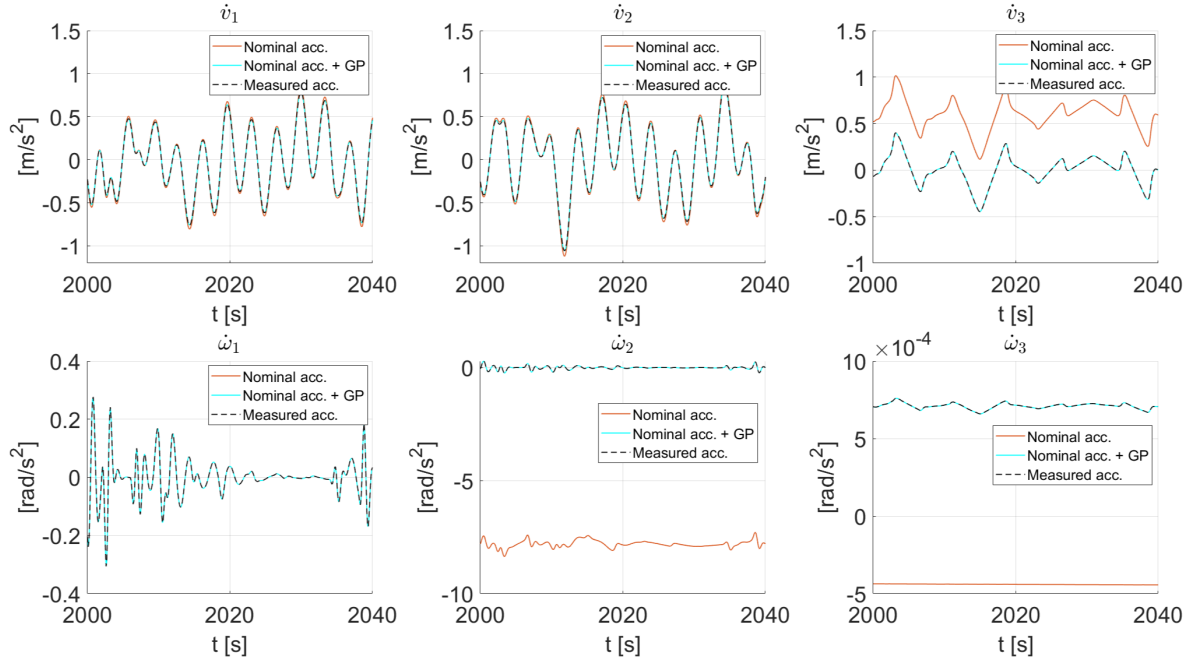 v̇₁
1.5
1
0.5
0
-0.5
-1
[m/s²]
Nominal acc.
Nominal acc. + GP
Measured acc.
2000
2020
2040
t [s]
v̇₂
1.5
1
0.5
0
-0.5
-1
[m/s²]
Nominal acc.
Nominal acc. + GP
Measured acc.
2000
2020
2040
t [s]
v̇₃
1.5
1
0.5
0
-0.5
-1
[m/s²]
Nominal acc.
Nominal acc. + GP
Measured acc.
2000
2020
2040
t [s]
ω̇₁
0.4
0.2
0
-0.2
-0.4
[rad/s²]
Nominal acc.
Nominal acc. + GP
Measured acc.
2000
2020
2040
t [s]
ω̇₂
0
-5
-10
[rad/s²]
Nominal acc.
Nominal acc. + GP
Measured acc.
2000
2020
2040
t [s]
×10⁻⁴
ω̇₃
10
5
0
-5
[rad/s²]
Nominal acc.
Nominal acc. + GP
Measured acc.
2000
2020
2040
t [s]